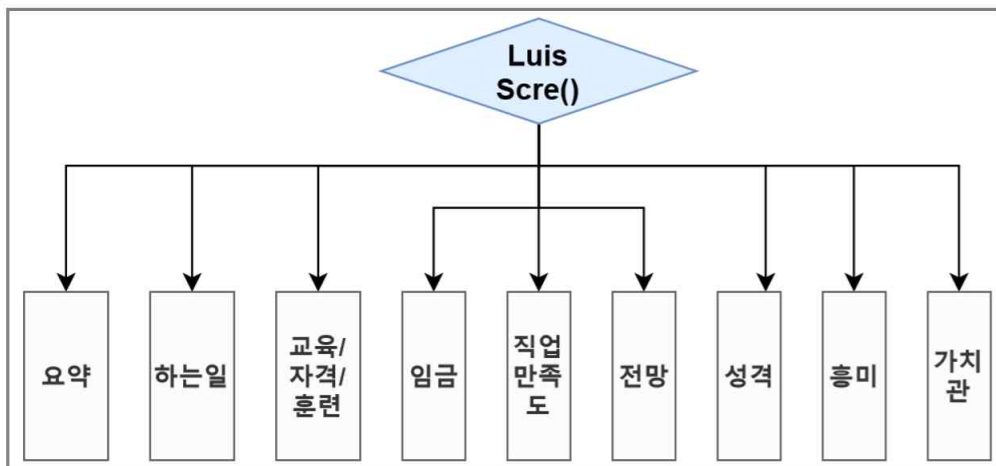 Luis
Scre()
요약
하는일
교육/
자격/
훈련
임금
직업
만족
도
전망
성격
흥미
가치
관